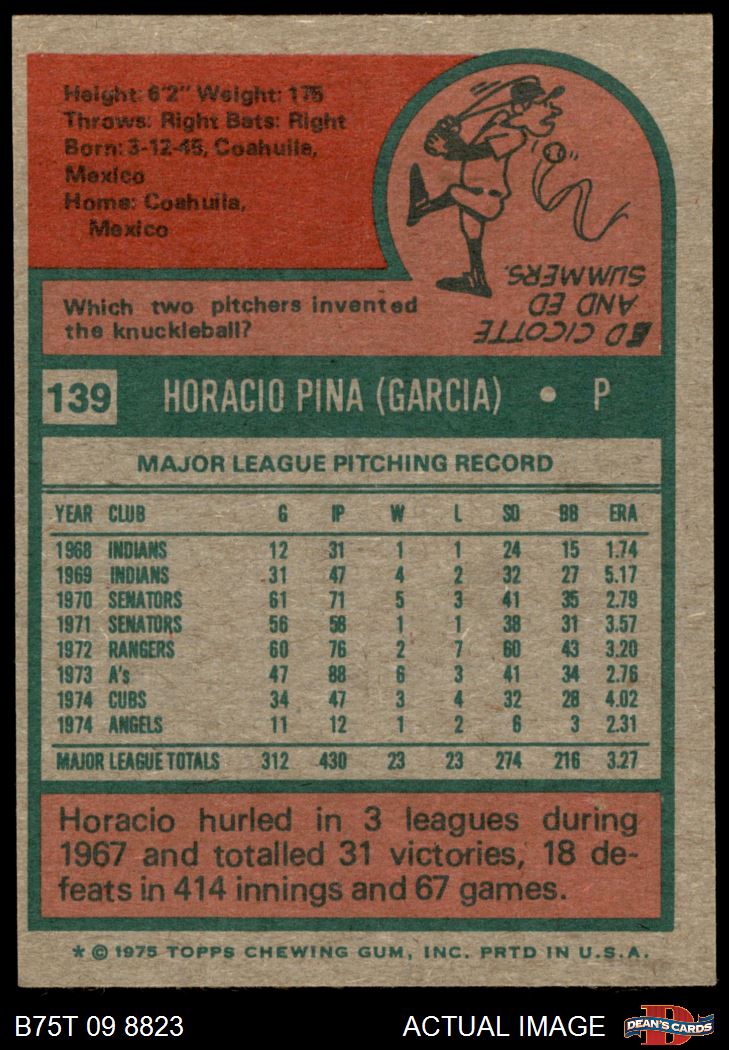 Height: 6'2" Weight: 175
Throws: Right Bats: Right
Born: 3-12-45, Coahuila,
Mexico
Home: Coahuila,
Mexico
Which two pitchers invented
the knuckleball?
ED CICOTTE
AND ED
SUMMERS.
139 HORACIO PINA (GARCIA) • P
MAJOR LEAGUE PITCHING RECORD
YEAR CLUB G IP W L SO BB ERA
1968 INDIANS 12 31 1 1 24 15 1.74
1969 INDIANS 31 47 4 2 32 27 5.17
1970 SENATORS 61 71 5 3 41 35 2.79
1971 SENATORS 56 58 1 1 38 31 3.57
1972 RANGERS 60 76 2 7 60 43 3.20
1973 A's 47 88 6 3 41 34 2.76
1974 CUBS 34 47 3 4 32 28 4.02
1974 ANGELS 11 12 1 2 6 3 2.31
MAJOR LEAGUE TOTALS 312 430 23 23 274 216 3.27
Horacio hurled in 3 leagues during
1967 and totalled 31 victories, 18 de-
feats in 414 innings and 67 games.
* © 1975 TOPPS CHEWING GUM, INC. PRTD IN U.S.A.
B75T 09 8823 ACTUAL IMAGE DEAN'S CARDS